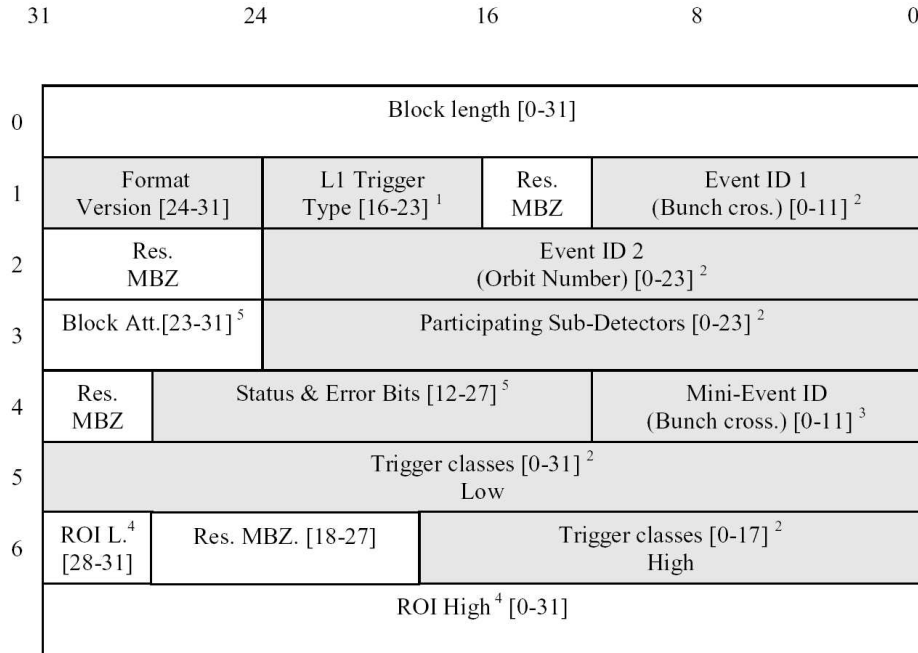 31 24 16 8 0
0 Block length [0-31]
1 Format L1 Trigger Res. Event ID 1
Version [24-31] Type [16-23] 1 MBZ (Bunch cros.) [0-11] 2
2 Res. Event ID 2
MBZ (Orbit Number) [0-23] 2
3 Block Att.[23-31] 5 Participating Sub-Detectors [0-23] 2
4 Res. Status & Error Bits [12-27] 5 Mini-Event ID
MBZ (Bunch cross.) [0-11] 3
5 Trigger classes [0-31] 2
Low
6 ROI L.4 Res. MBZ. [18-27] Trigger classes [0-17] 2
[28-31] High
ROI High 4 [0-31]